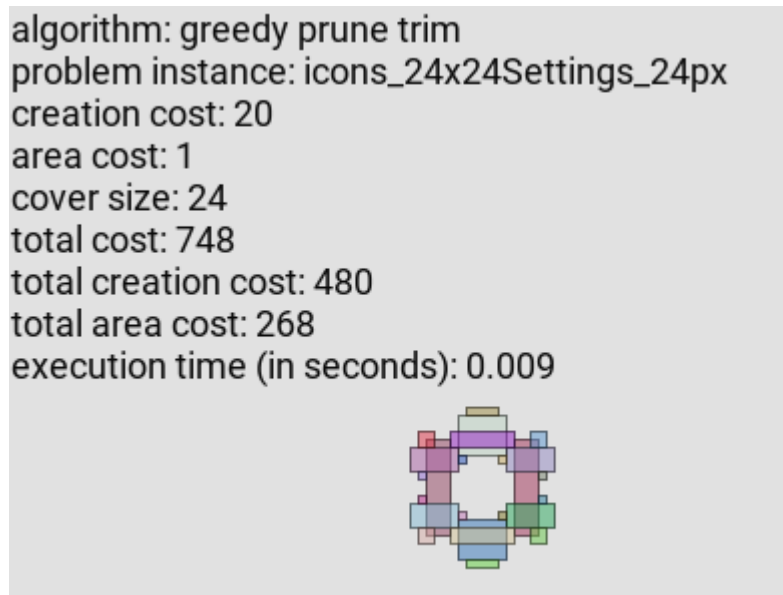 algorithm: greedy prune trim
problem instance: icons_24x24Settings_24px
creation cost: 20
area cost: 1
cover size: 24
total cost: 748
total creation cost: 480
total area cost: 268
execution time (in seconds): 0.009